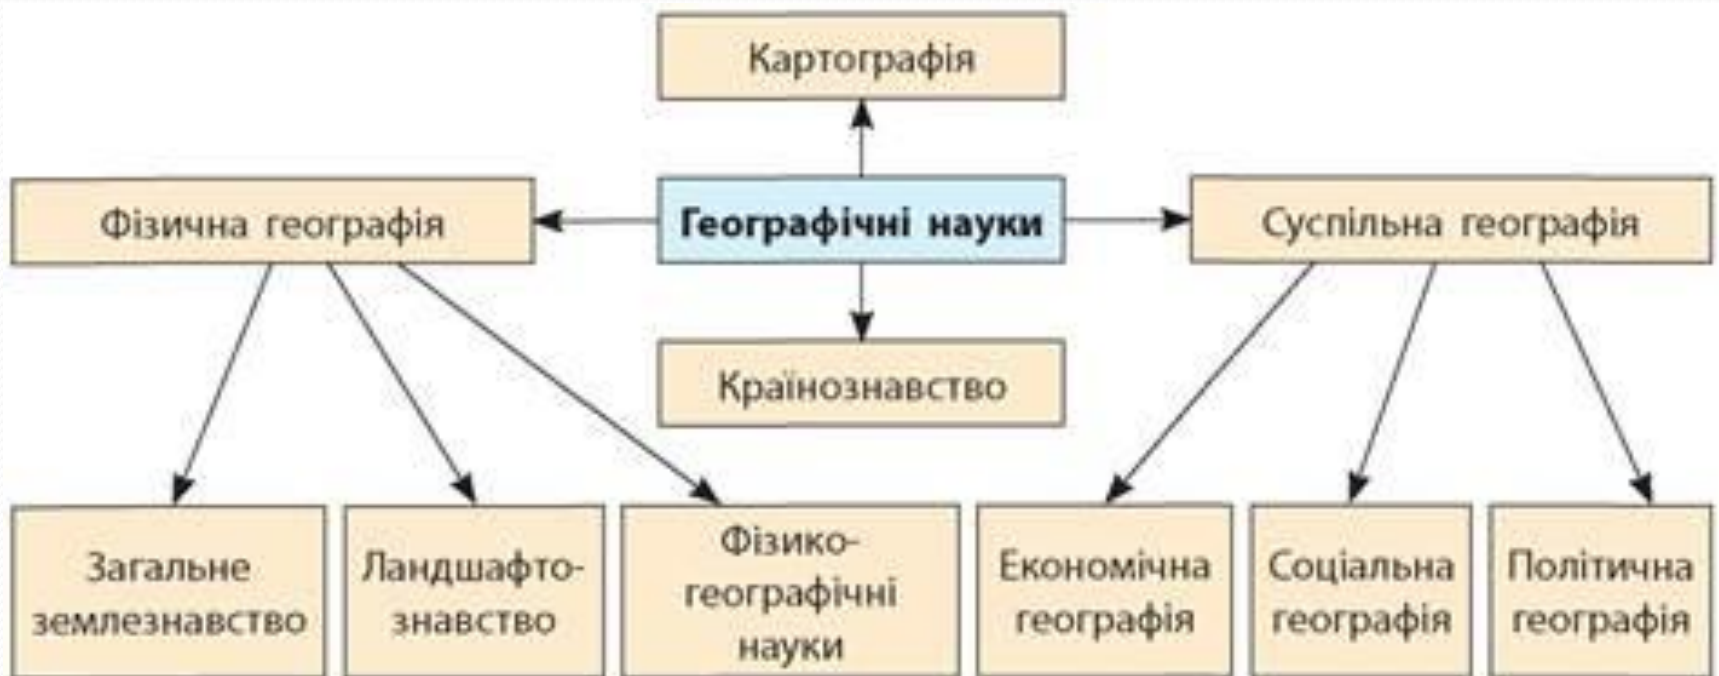 Картографія
Фізична географія
Географічні науки
Суспільна географія
Країнознавство
Загальне
землезнавство
Ландшафто-
знавство
Фізико-
географічні
науки
Економічна
географія
Соціальна
географія
Політична
географія